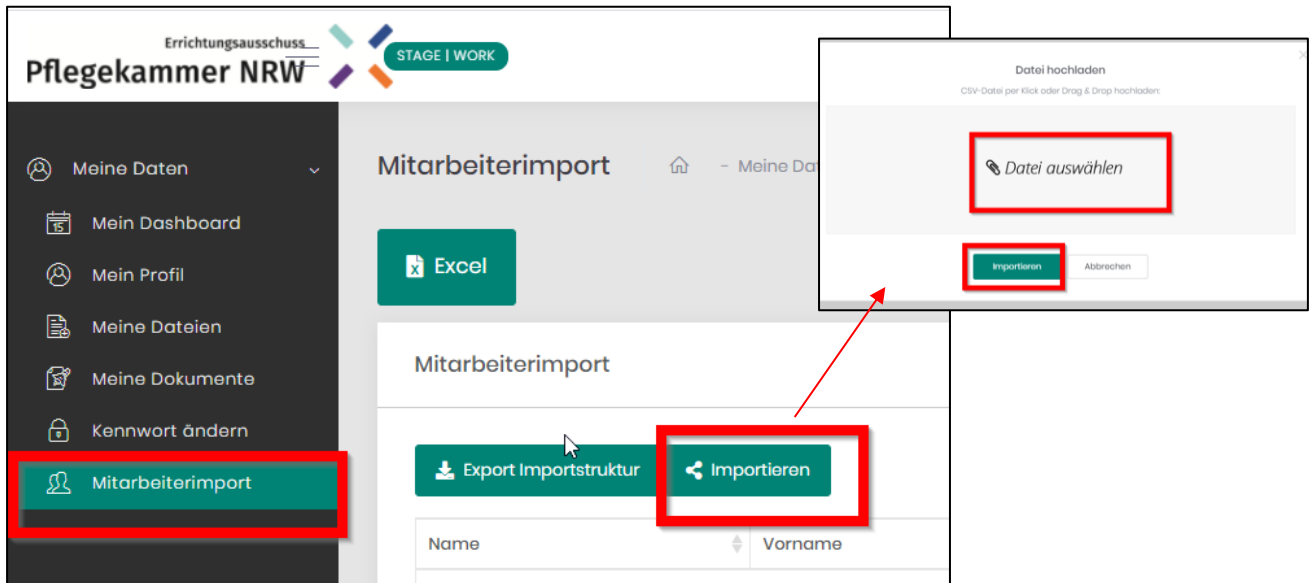 Errichtungsausschuss
Pflegekammer NRW
STAGE | WORK
Meine Daten
15
Mein Dashboard
Mein Profil
Meine Dateien
Meine Dokumente
Kennwort ändern
Mitarbeiterimport
Mitarbeiterimport
- Meine Dat
X Excel
Mitarbeiterimport
Export Importstruktur
Importieren
Name
Vorname
Datei hochladen
CSV-Datei per Klick oder Drag & Drop hochladen:
Datei auswählen
Importieren
Abbrechen